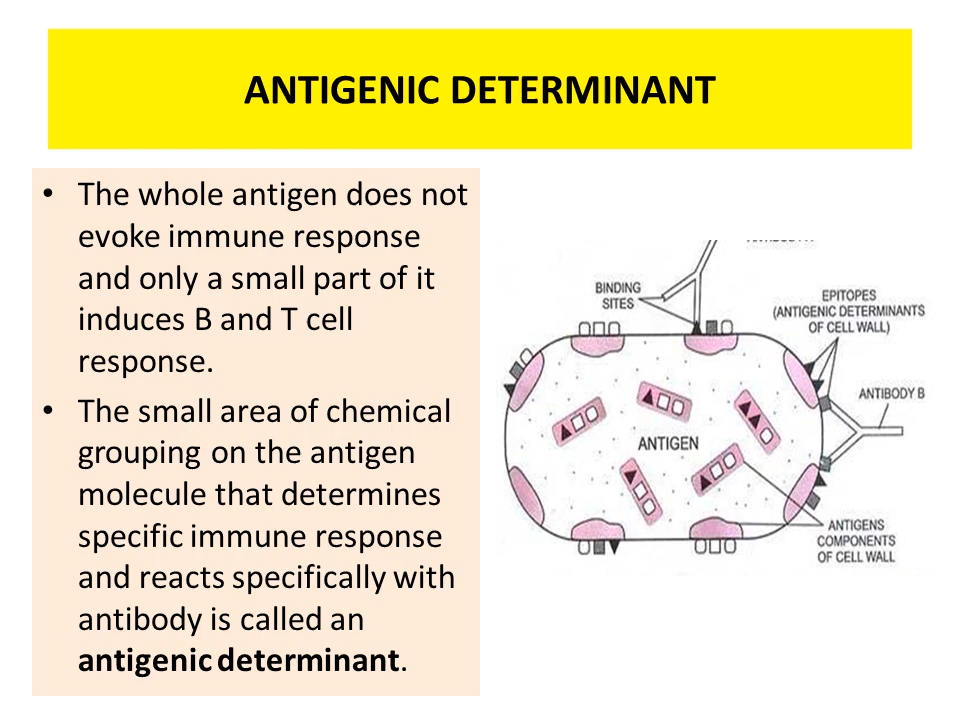 ANTIGENIC DETERMINANT
• The whole antigen does not
evoke immune response
and only a small part of it
induces B and T cell
response.
• The small area of chemical
grouping on the antigen
molecule that determines
specific immune response
and reacts specifically with
antibody is called an
antigenic determinant.
BINDING
SITES
EPITOPES
(ANTIGENIC DETERMINANTS
OF CELL WALL)
ANTIBODY B
ANTIGEN
ANTIGENS
COMPONENTS
OF CELL WALL